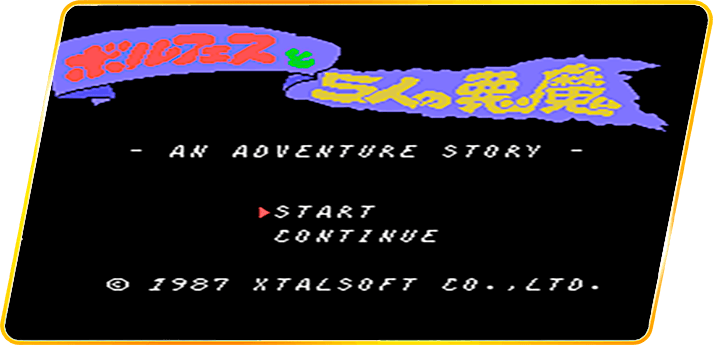 ボルフェスと
5人の悪魔
- AN ADVENTURE STORY -
START
CONTINUE
© 1987 XTALSOFT CO.,LTD.